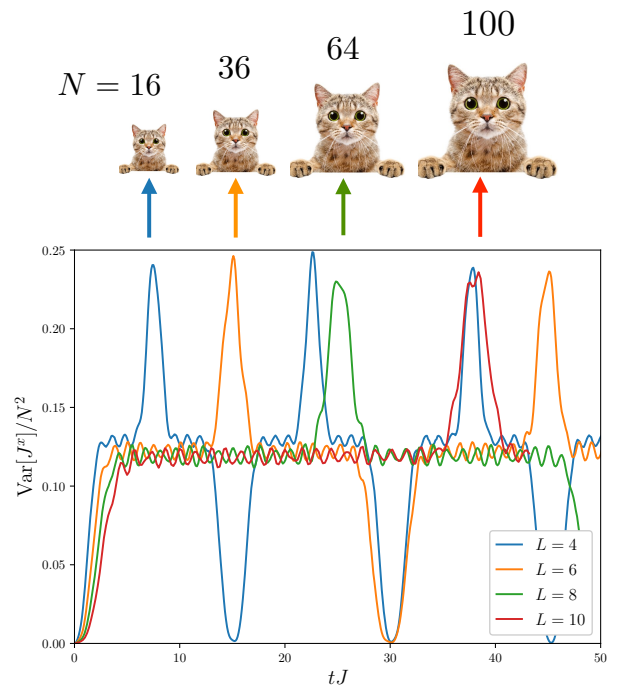 100
64
36
N = 16
0.25
0.20
0.15
0.10
0.05
0.00
Var[J^x]/N^2
L = 4
L = 6
L = 8
L = 10
0 10 20 30 40 50
tJ